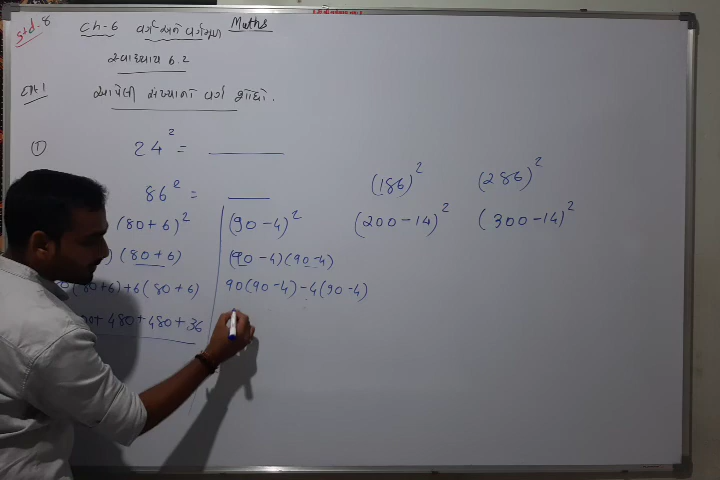 std-8
Ch-6 વર્ગ અને વર્ગમૂળ Maths
સ્વાધ્યાય 6.2
આપેલી સંખ્યાનો વર્ગ શોધો.
① 24² = ______
86² = ____
(186)² (286)²
(80+6)² (90-4)² (200-14)² (300-14)²
(80+6) (90-4)(90-4)
(80+6)+6(80+6) 90(90-4)-4(90-4)
+480+480+36